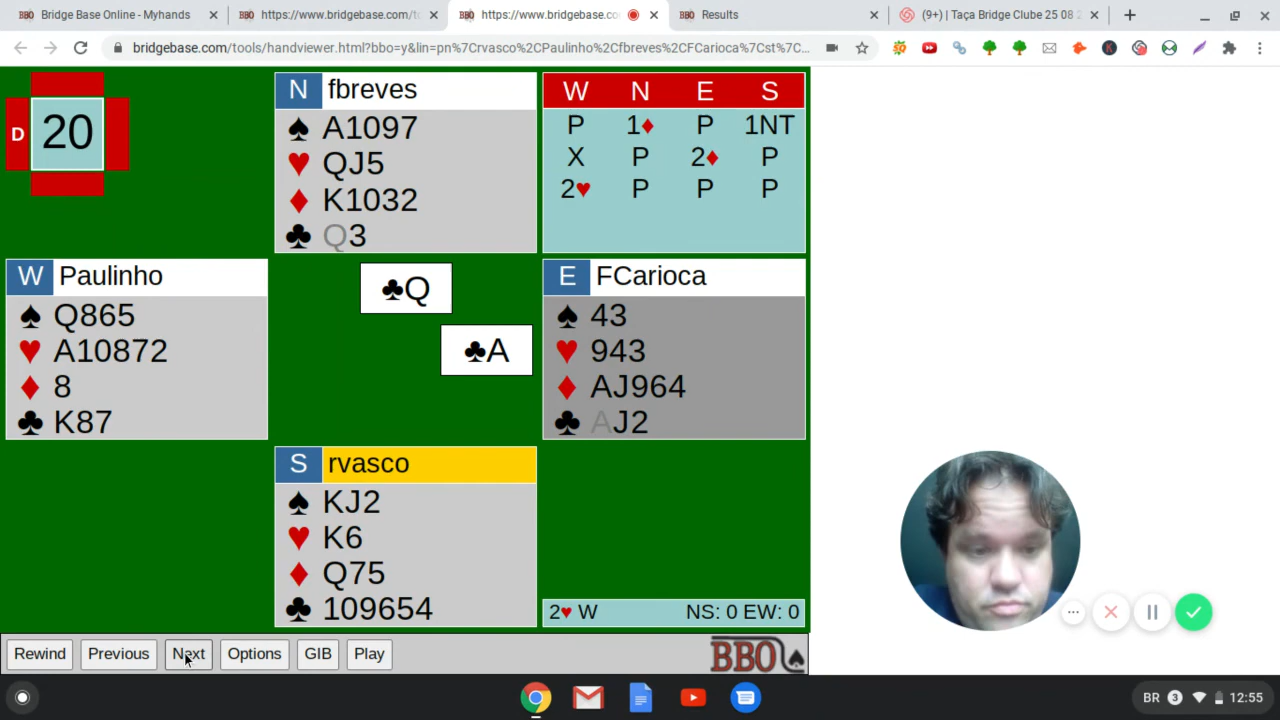 Bridge Base Online - Myhands
https://www.bridgebase.com/to
https://www.bridgebase.co
Results
(9+) | Taça Bridge Clube 25 08 2
bridgebase.com/tools/handviewer.html?bbo=y&lin=pn%7Crvasco%2CPaulinho%2Cfbreves%2CFCarioca%7Cst%7C...
D
20
N fbreves
♠ A1097
♥ QJ5
♦ K1032
♣ Q3
W N E S
P 1♦ P 1NT
X P 2♦ P
2♥ P P P
W Paulinho
♠ Q865
♥ A10872
♦ 8
♣ K87
♣Q
♣A
E FCarioca
♠ 43
♥ 943
♦ AJ964
♣ AJ2
S rvasco
♠ KJ2
♥ K6
♦ Q75
♣ 109654
2♥ W NS: 0 EW: 0
Rewind Previous Next Options GIB Play
BBO
BR 3 12:55